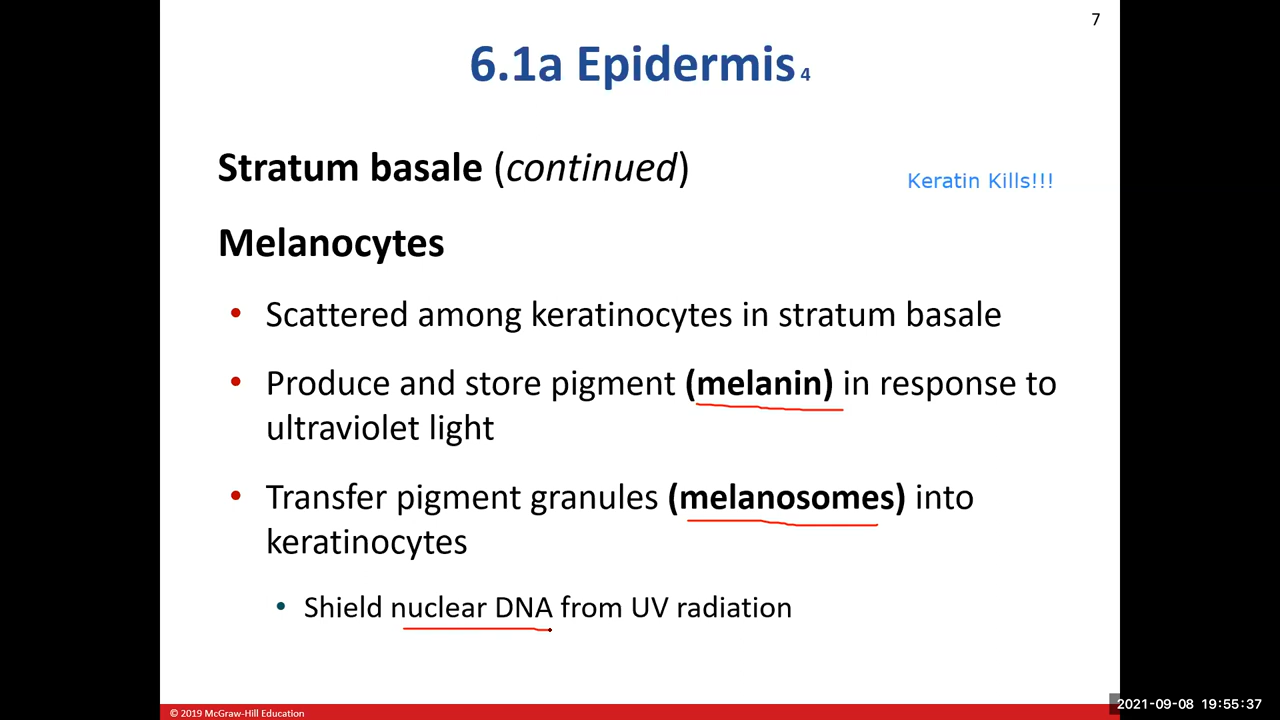 7
6.1a Epidermis 4
Stratum basale (continued)
Keratin Kills!!!
Melanocytes
• Scattered among keratinocytes in stratum basale
• Produce and store pigment (melanin) in response to
ultraviolet light
• Transfer pigment granules (melanosomes) into
keratinocytes
• Shield nuclear DNA from UV radiation
© 2019 McGraw-Hill Education
2021-09-08 19:55:37